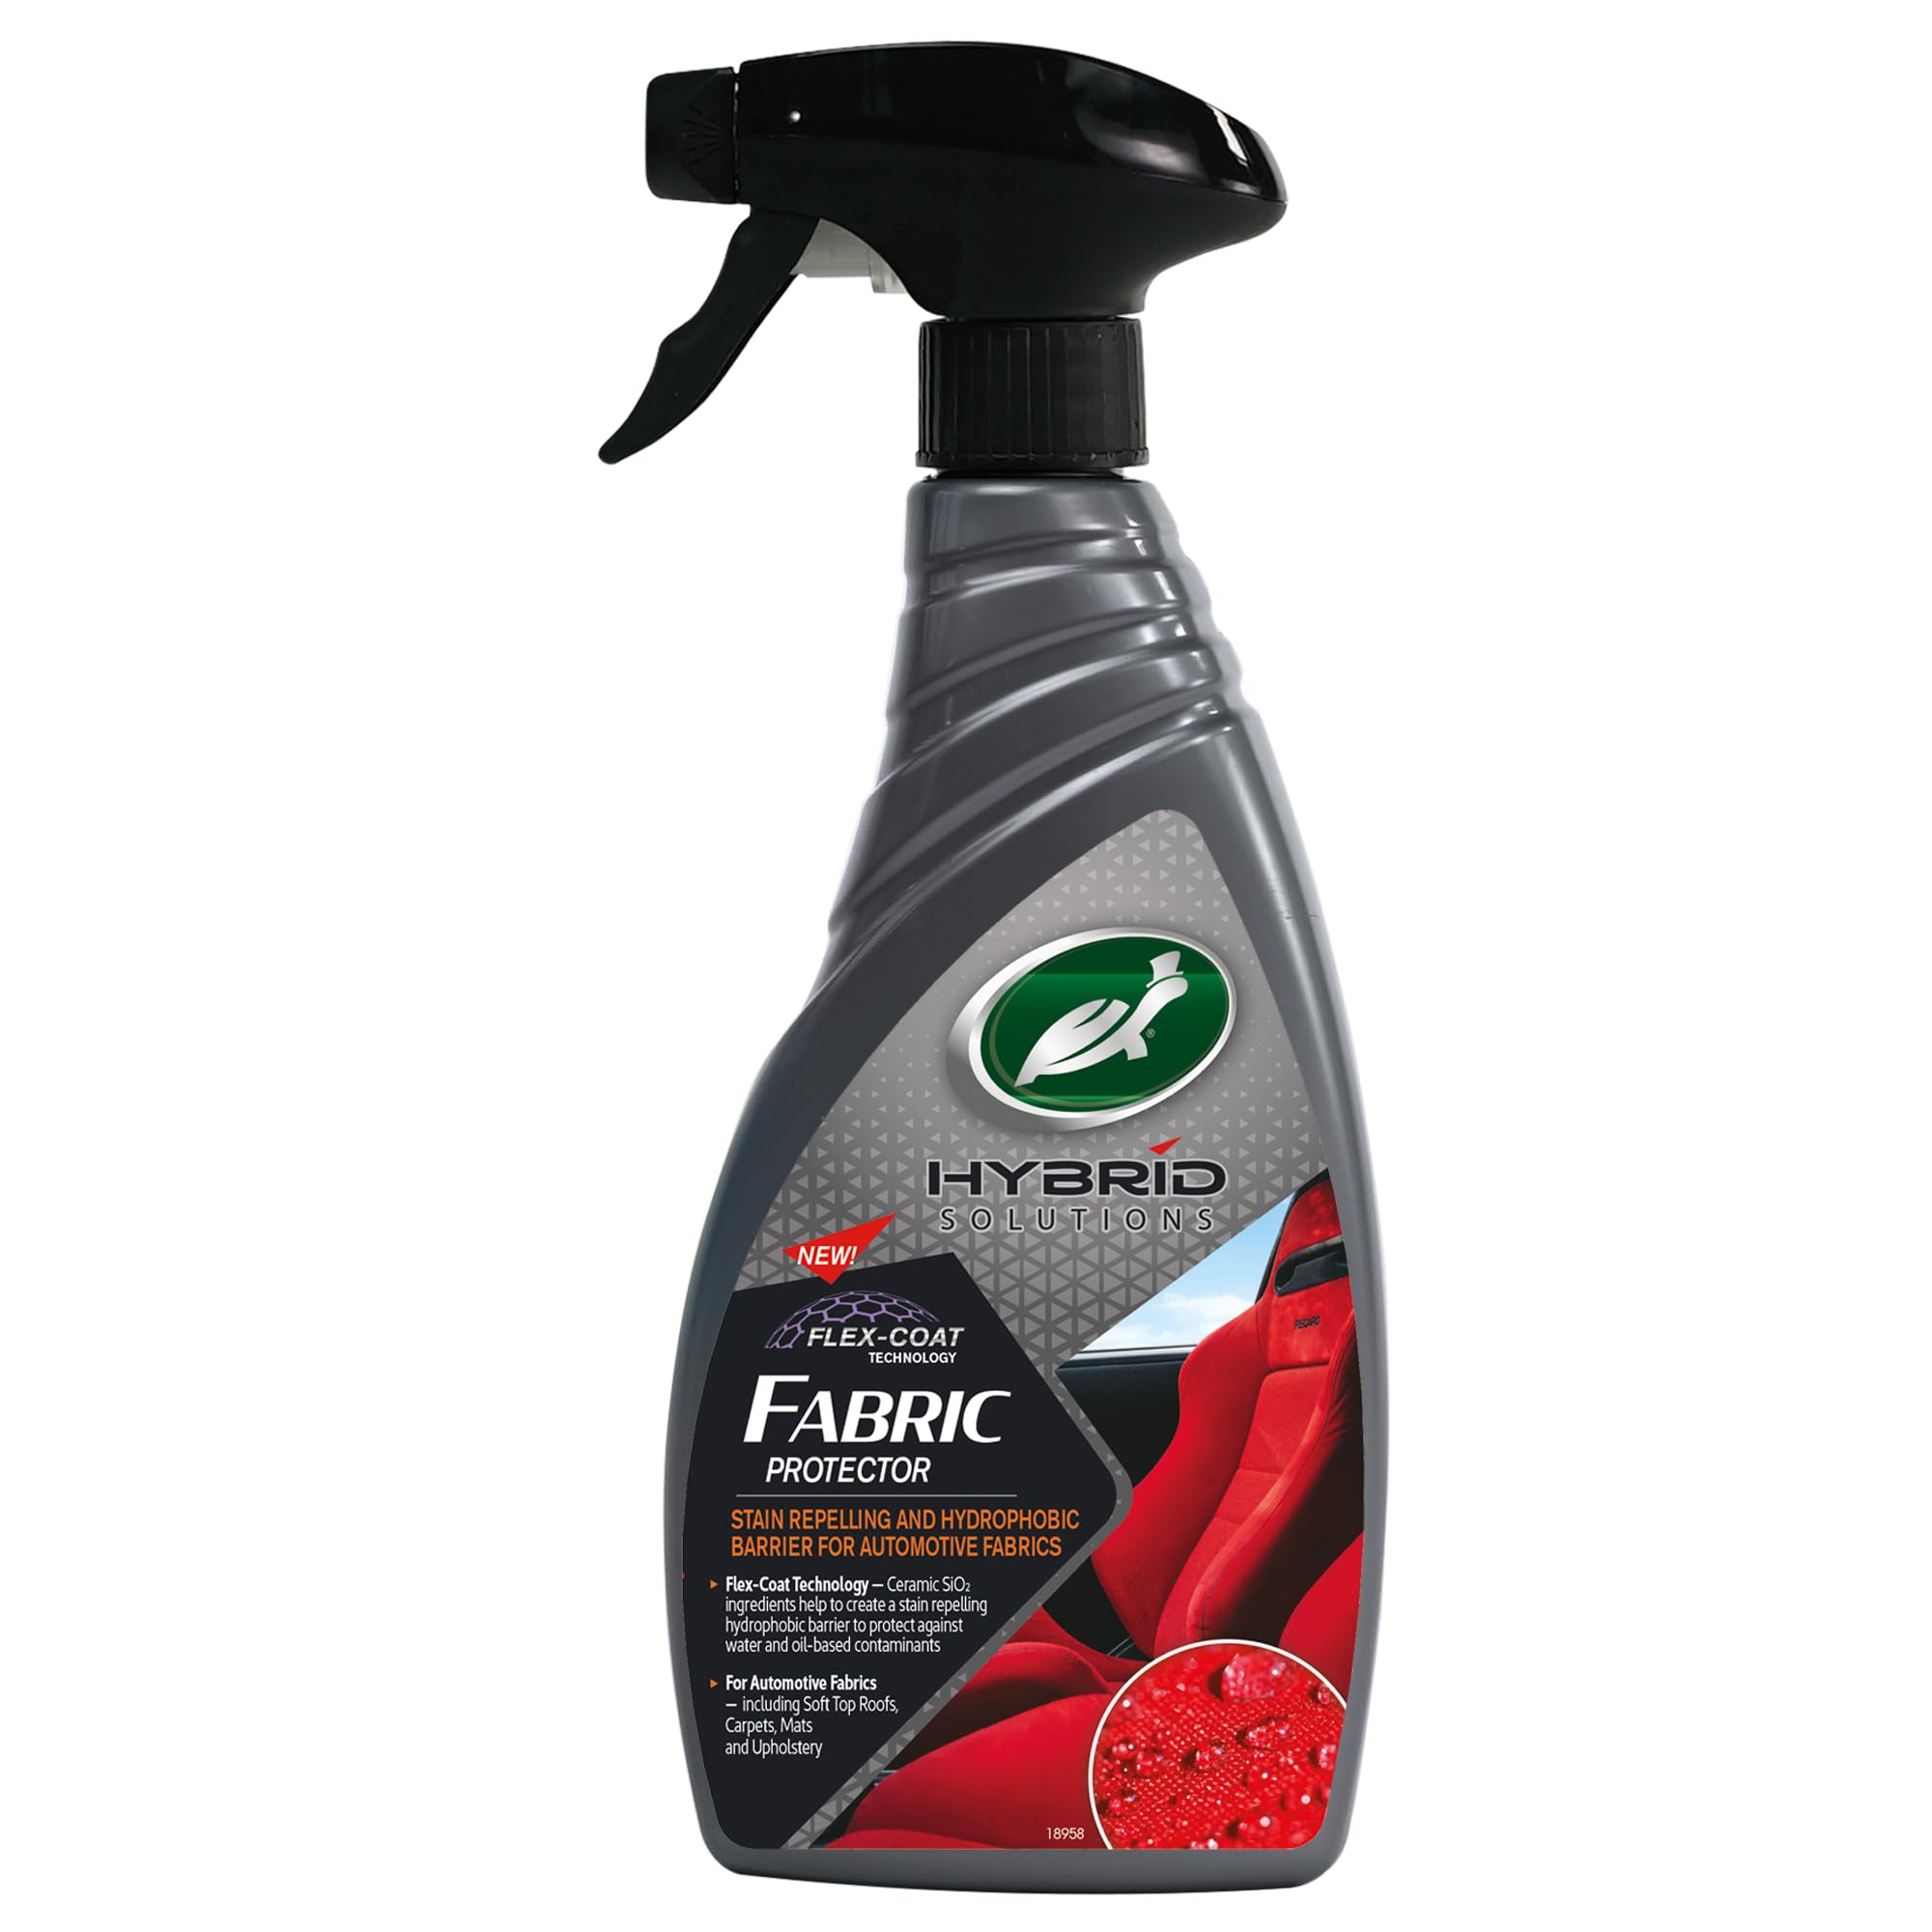 HYBRID
SOLUTIONS
NEW!
FLEX-COAT
TECHNOLOGY
FABRIC
PROTECTOR
STAIN REPELLING AND HYDROPHOBIC
BARRIER FOR AUTOMOTIVE FABRICS
▸ Flex-Coat Technology — Ceramic SiO₂
ingredients help to create a stain repelling
hydrophobic barrier to protect against
water and oil-based contaminants
▸ For Automotive Fabrics
— including Soft Top Roofs,
Carpets, Mats
and Upholstery
RECARO
18958
®